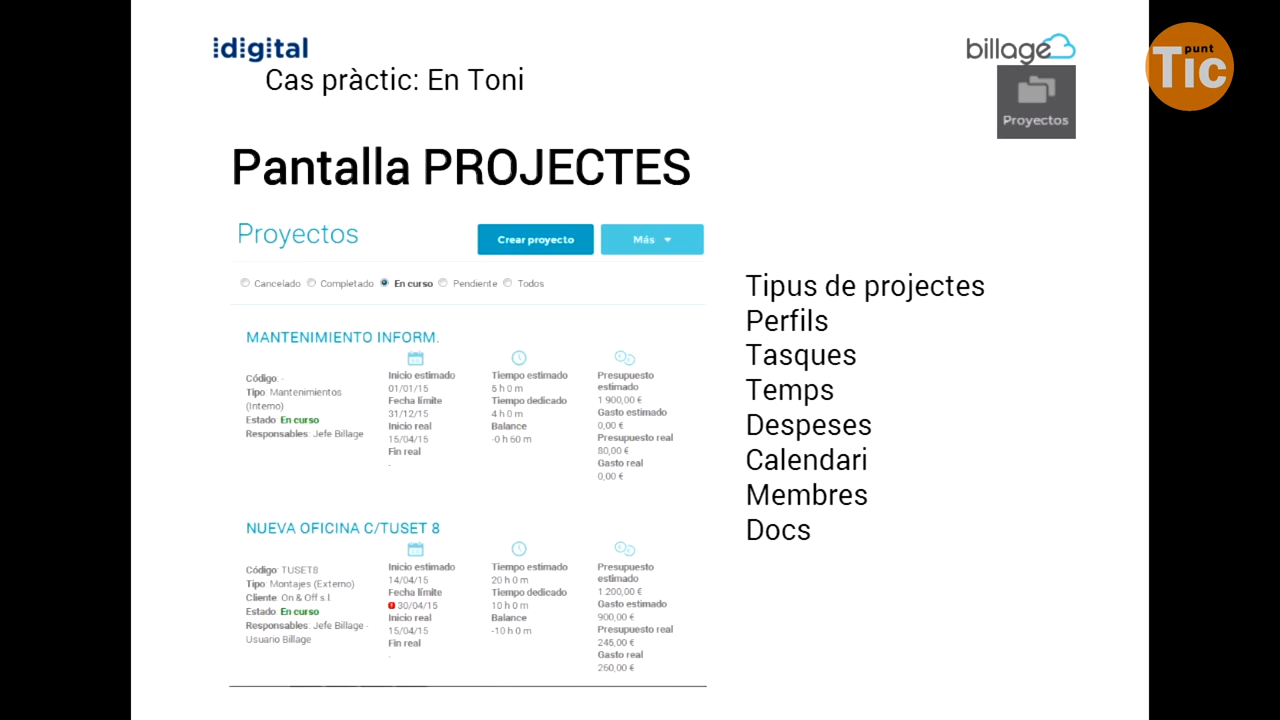 idigital
billage
punt
TIC
Cas pràctic: En Toni
Proyectos
Pantalla PROJECTES
Proyectos
Crear proyecto
Más
Cancelado
Completado
En curso
Pendiente
Todos
MANTENIMIENTO INFORM.
Código: -
Tipo: Mantenimientos
(Interno)
Estado: En curso
Responsables: Jefe Billage
Inicio estimado
01/01/15
Fecha límite
31/12/15
Inicio real
15/04/15
Fin real
-
Tiempo estimado
5 h 0 m
Tiempo dedicado
4 h 0 m
Balance
-0 h 60 m
Presupuesto
estimado
1.900,00 €
Gasto estimado
0,00 €
Presupuesto real
80,00 €
Gasto real
0,00 €
NUEVA OFICINA C/TUSET 8
Código: TUSET8
Tipo: Montajes (Externo)
Cliente: On & Off s.l.
Estado: En curso
Responsables: Jefe Billage -
Usuario Billage
Inicio estimado
14/04/15
Fecha límite
30/04/15
Inicio real
15/04/15
Fin real
-
Tiempo estimado
20 h 0 m
Tiempo dedicado
10 h 0 m
Balance
-10 h 0 m
Presupuesto
estimado
1.200,00 €
Gasto estimado
900,00 €
Presupuesto real
245,00 €
Gasto real
260,00 €
Tipus de projectes
Perfils
Tasques
Temps
Despeses
Calendari
Membres
Docs